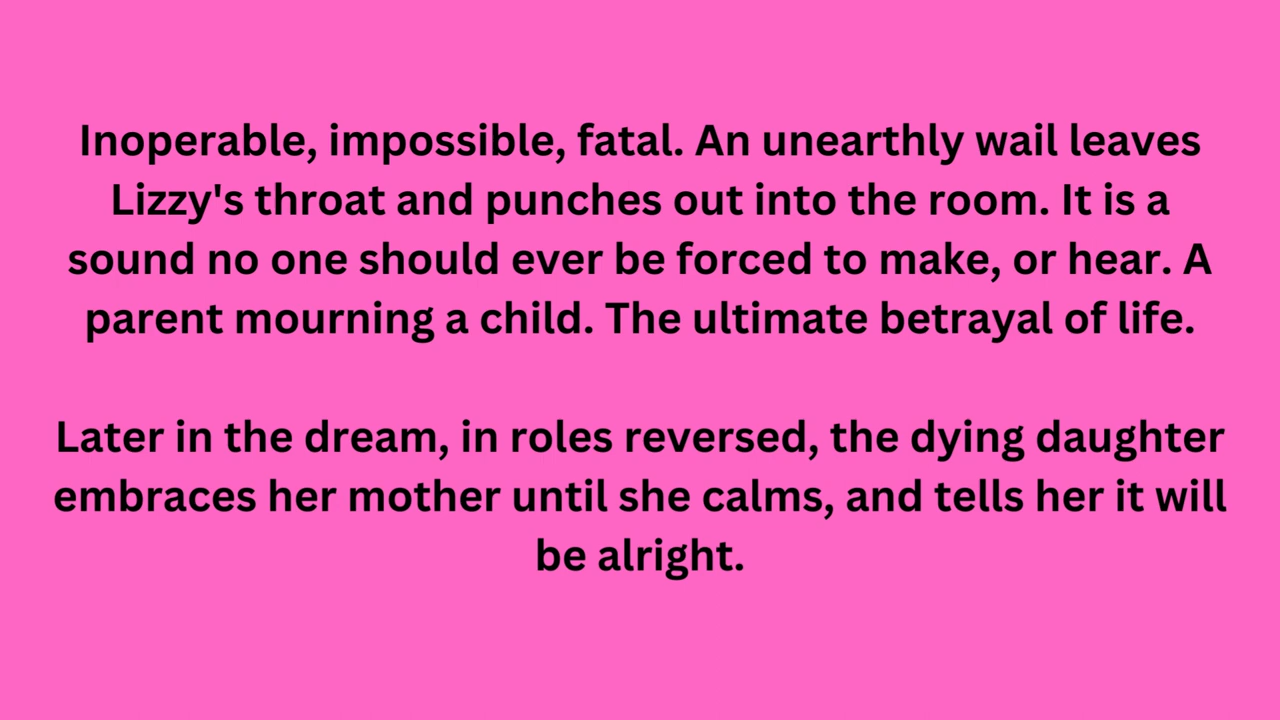 Inoperable, impossible, fatal. An unearthly wail leaves
Lizzy's throat and punches out into the room. It is a
sound no one should ever be forced to make, or hear. A
parent mourning a child. The ultimate betrayal of life.
Later in the dream, in roles reversed, the dying daughter
embraces her mother until she calms, and tells her it will
be alright.